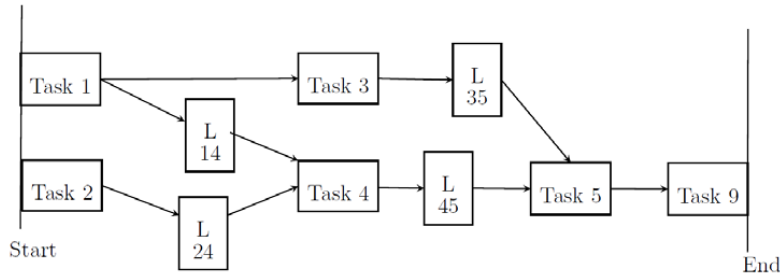 Task 1
Task 3
L
35
L
14
Task 2
Task 4
L
45
Task 5
Task 9
L
24
Start
End